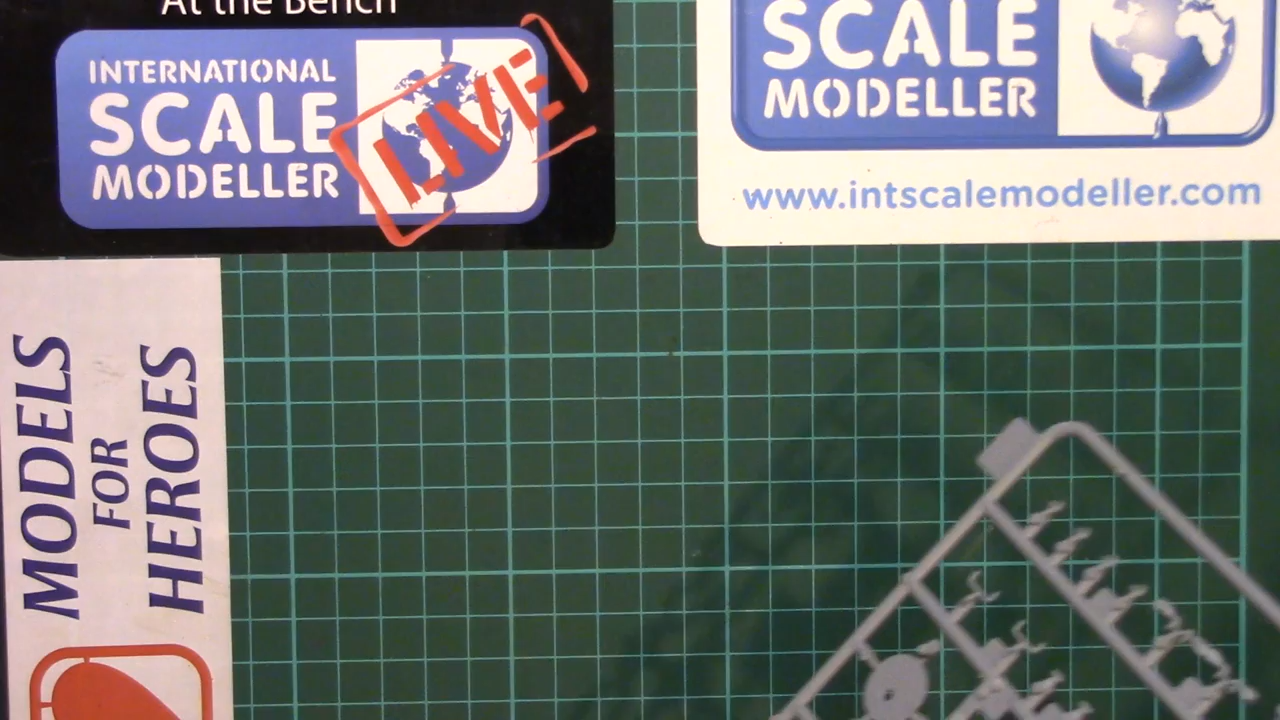 At the Bench
INTERNATIONAL
SCALE
MODELLER
LIVE!
SCALE
MODELLER
www.intscalemodeller.com
MODELS
FOR
HEROES